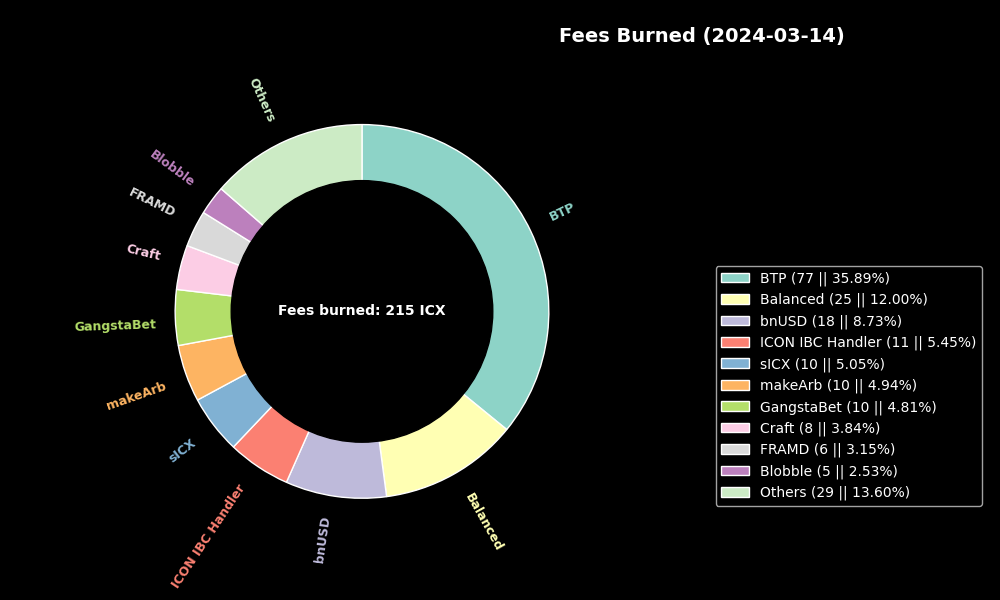 Fees Burned (2024-03-14)
Others
Blobble
FRAMD
Craft
GangstaBet
makeArb
sICX
ICON IBC Handler
bnUSD
Balanced
BTP
Fees burned: 215 ICX
BTP (77 || 35.89%)
Balanced (25 || 12.00%)
bnUSD (18 || 8.73%)
ICON IBC Handler (11 || 5.45%)
sICX (10 || 5.05%)
makeArb (10 || 4.94%)
GangstaBet (10 || 4.81%)
Craft (8 || 3.84%)
FRAMD (6 || 3.15%)
Blobble (5 || 2.53%)
Others (29 || 13.60%)